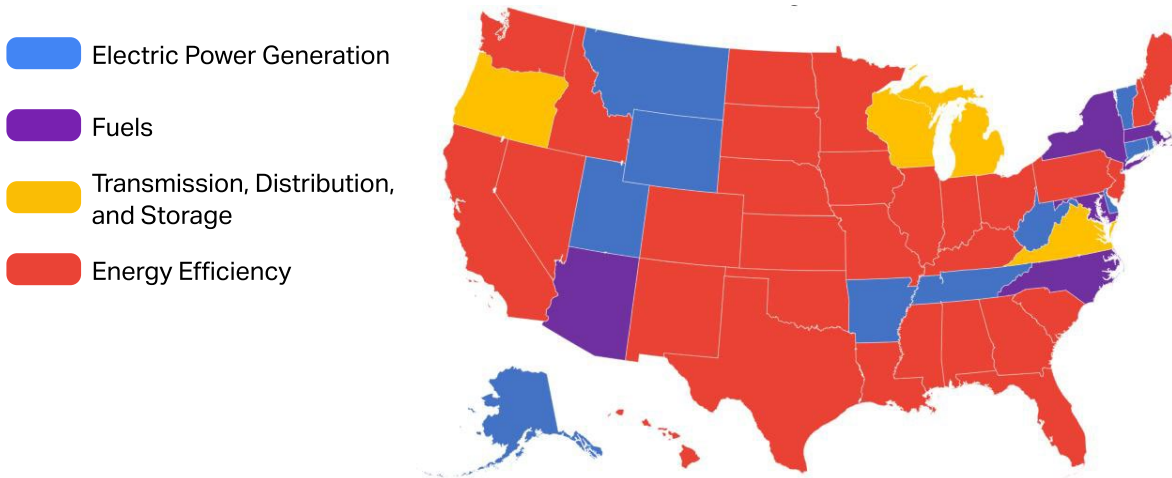 Electric Power Generation
Fuels
Transmission, Distribution,
and Storage
Energy Efficiency